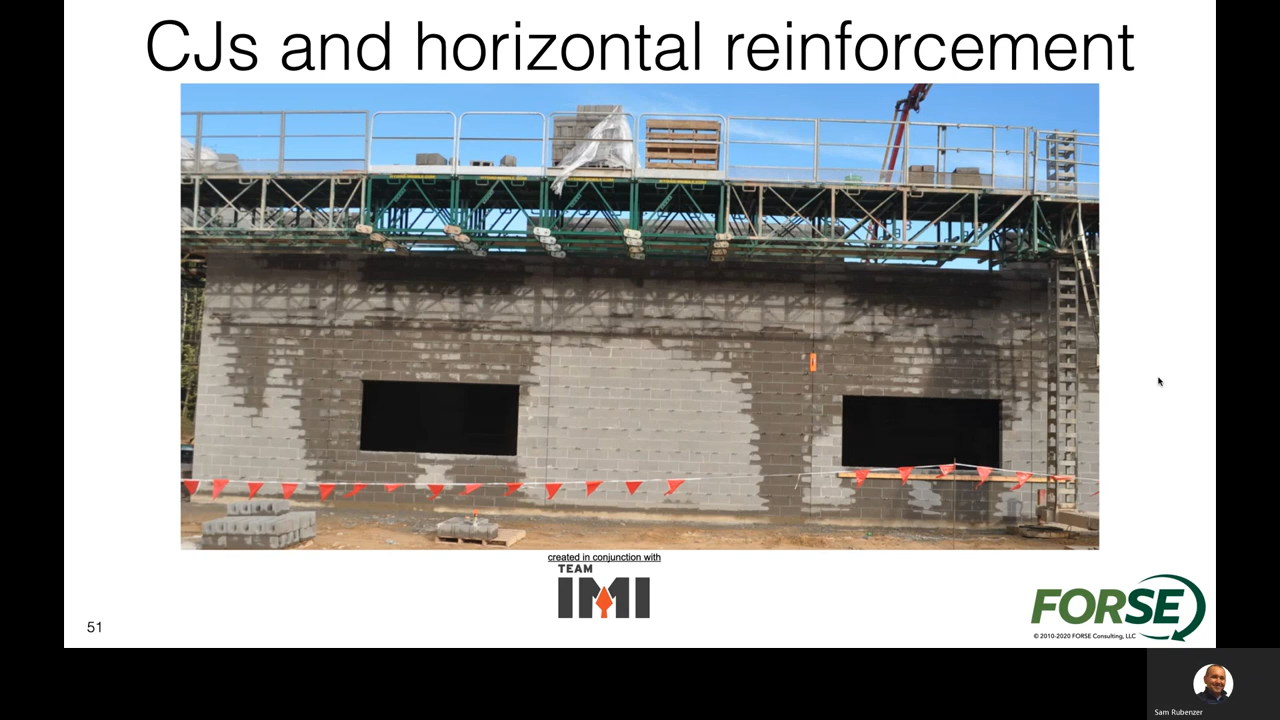 CJs and horizontal reinforcement
created in conjunction with
TEAM
IMI
51
FORSE
© 2010-2020 FORSE Consulting, LLC
Sam Rubenzer